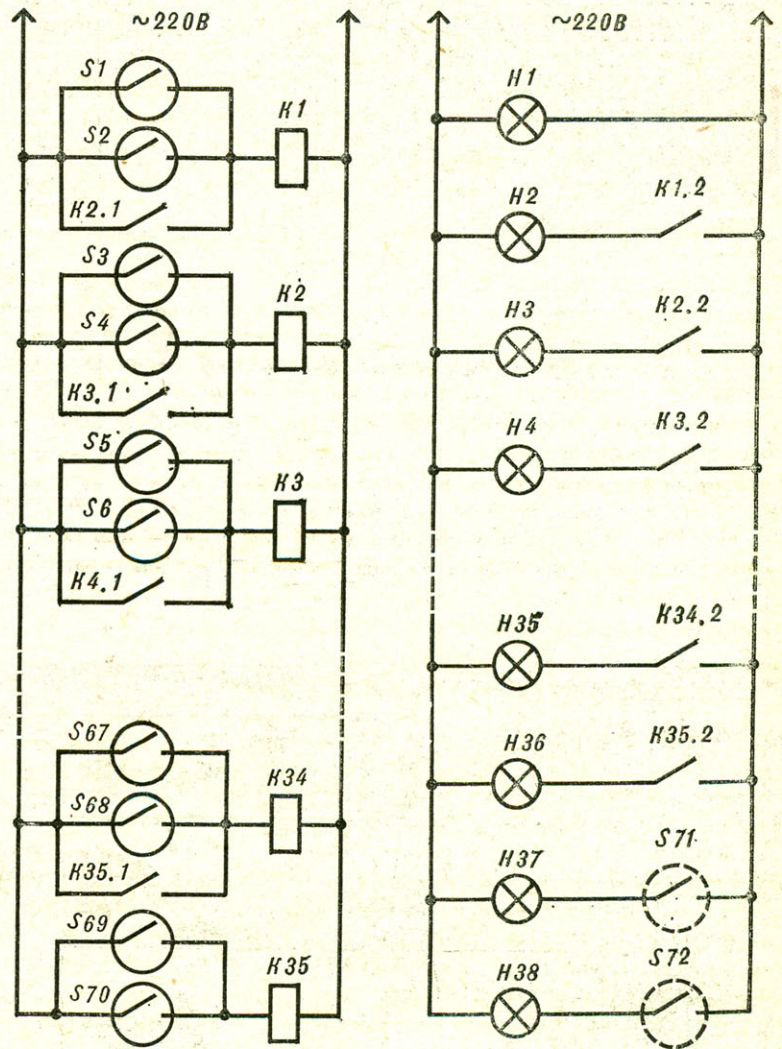 ~220В
S1
K1
S2
K2.1
S3
K2
S4
K3.1
S5
K3
S6
K4.1
S67
K34
S68
K35.1
S69
K35
S70
~220В
H1
H2
K1.2
H3
K2.2
H4
K3.2
H35
K34.2
H36
K35.2
H37
S71
H38
S72